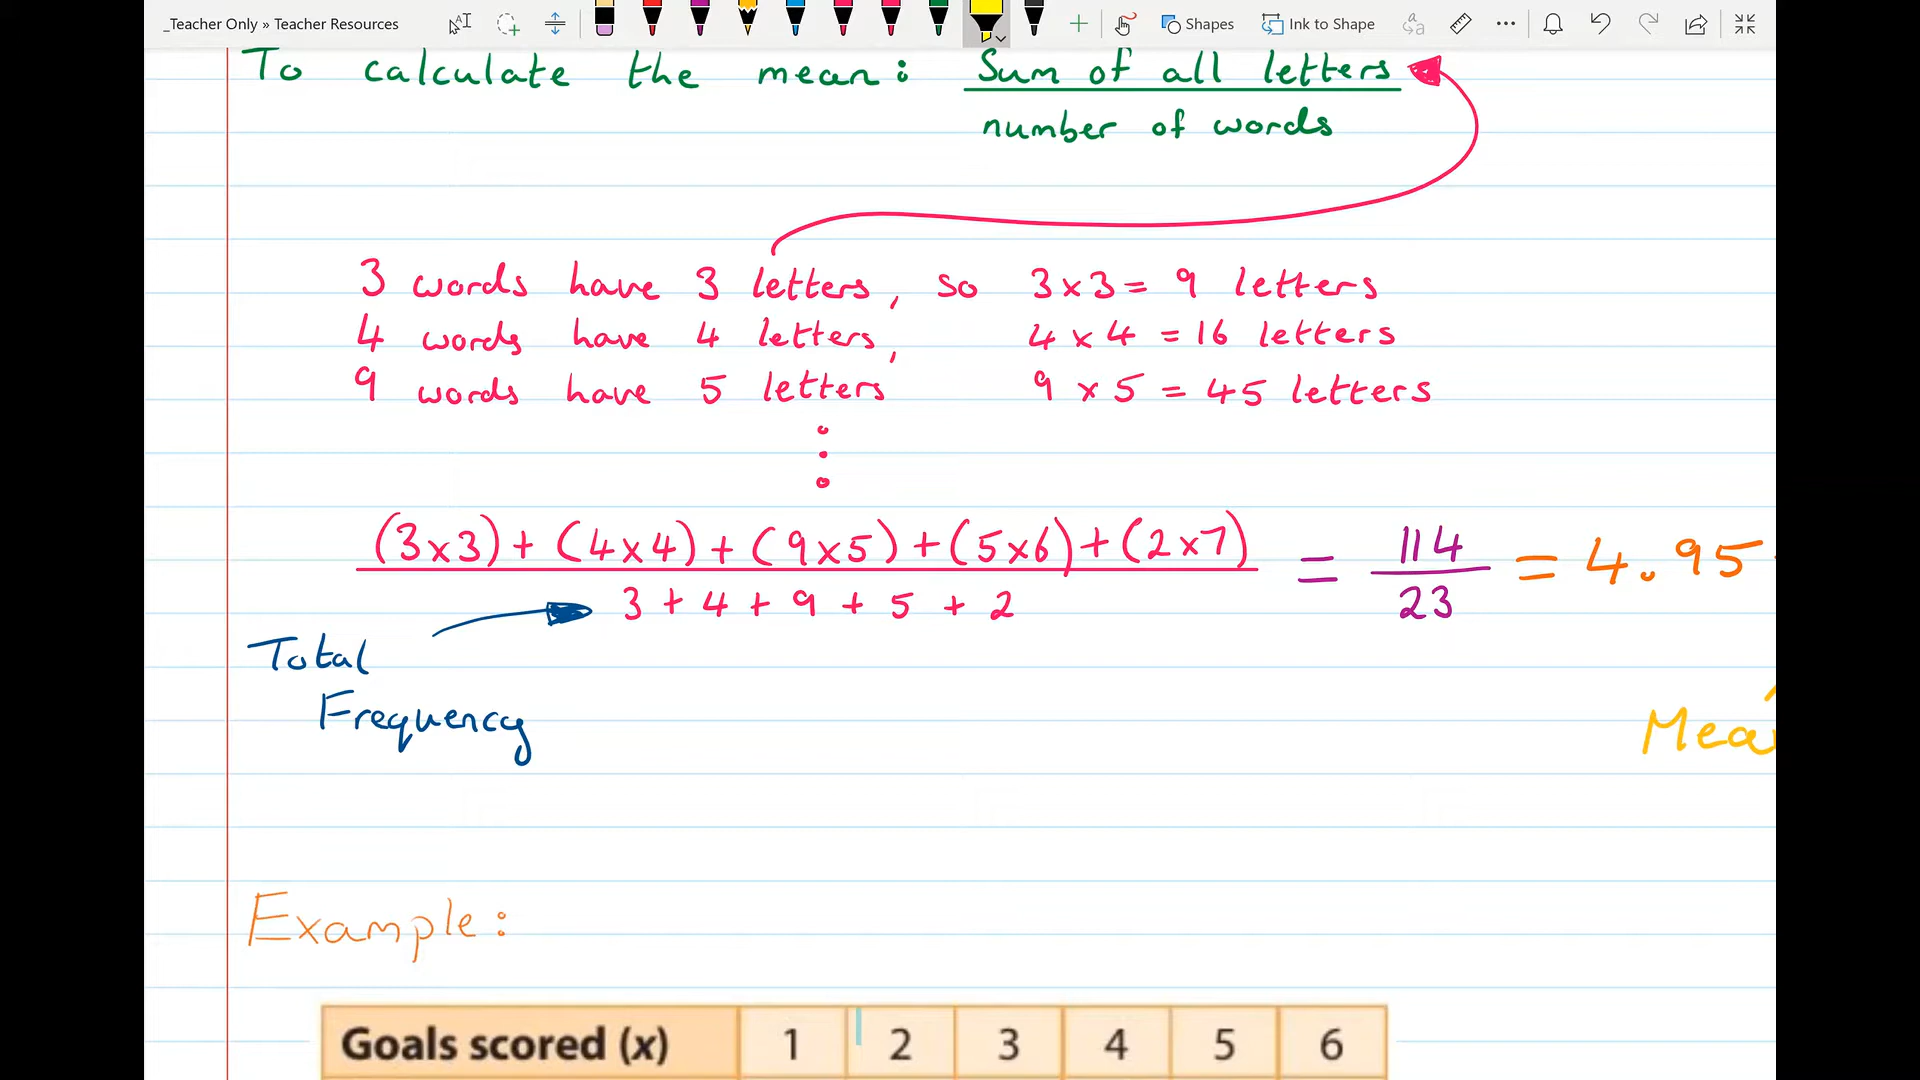 _Teacher Only » Teacher Resources Shapes Ink to Shape
To calculate the mean: Sum of all letters
number of words
3 words have 3 letters, so 3x3 = 9 letters
4 words have 4 letters, 4 x 4 = 16 letters
9 words have 5 letters 9 x 5 = 45 letters
(3x3) + (4x4) + (9x5) + (5x6) + (2x7) = 114 = 4.95
3 + 4 + 9 + 5 + 2 23
Total
Frequency
Mea
Example:
Goals scored (x) 1 2 3 4 5 6